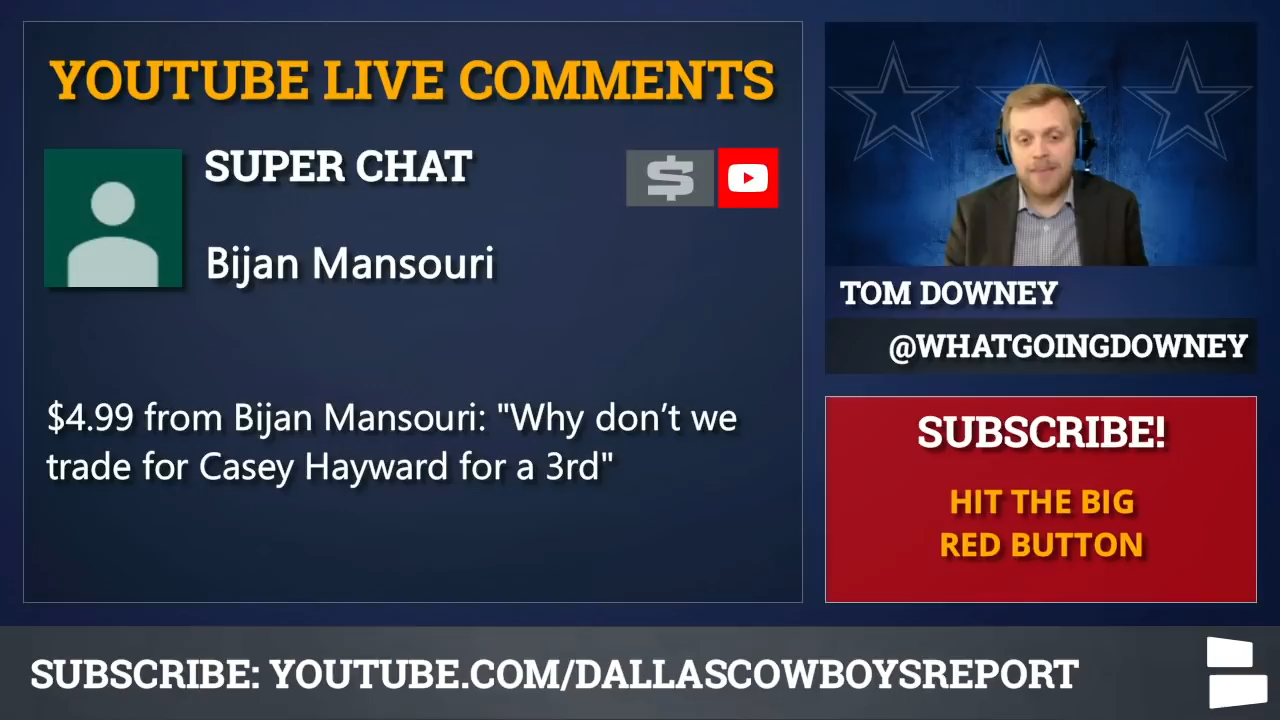 YOUTUBE LIVE COMMENTS
SUPER CHAT
$
Bijan Mansouri
$4.99 from Bijan Mansouri: "Why don’t we
trade for Casey Hayward for a 3rd"
TOM DOWNEY
@WHATGOINGDOWNEY
SUBSCRIBE!
HIT THE BIG
RED BUTTON
SUBSCRIBE: YOUTUBE.COM/DALLASCOWBOYSREPORT